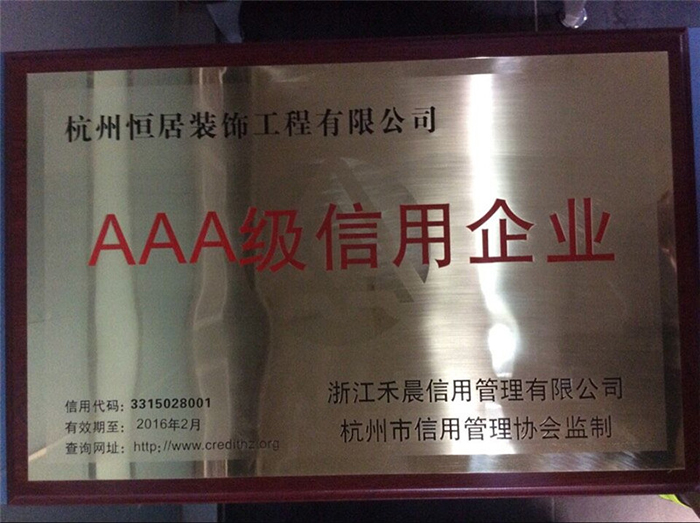 杭州恒居装饰工程有限公司
AAA级信用企业
信用代码：3315028001
有效期至： 2016年2月
查询网址：http://www.credithz.org
浙江禾晨信用管理有限公司
杭州市信用管理协会监制